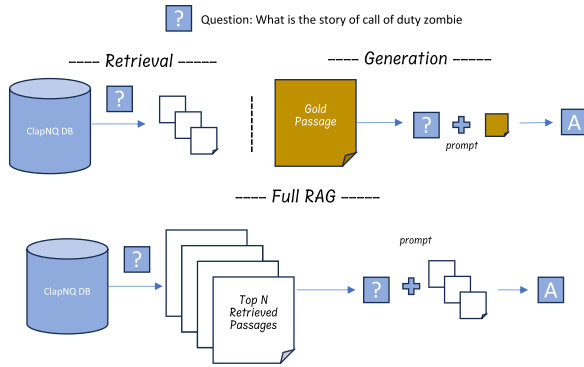 ? Question: What is the story of call of duty zombie
---- Retrieval -----
---- Generation -----
ClapNQ DB
?
Gold
Passage
?
prompt
A
---- Full RAG -----
ClapNQ DB
?
Top N
Retrieved
Passages
prompt
?
A